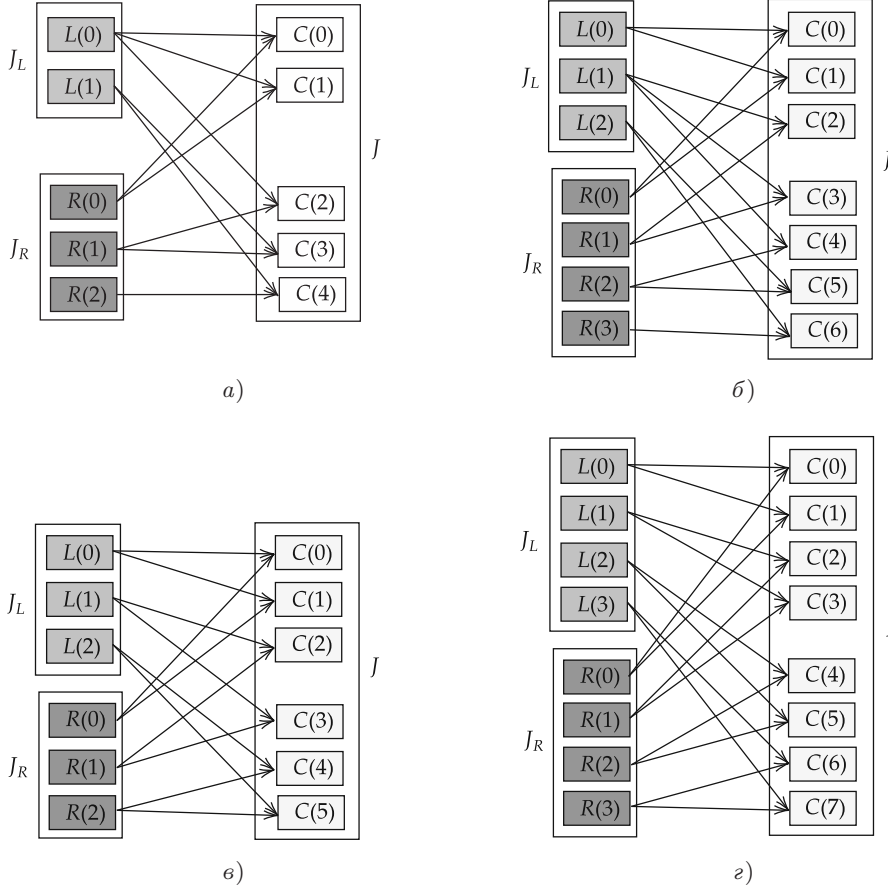 L(0)
L(1)
J_L
R(0)
R(1)
R(2)
J_R
C(0)
C(1)
C(2)
C(3)
C(4)
J
а)
L(0)
L(1)
L(2)
J_L
R(0)
R(1)
R(2)
R(3)
J_R
C(0)
C(1)
C(2)
C(3)
C(4)
C(5)
C(6)
J
б)
L(0)
L(1)
L(2)
J_L
R(0)
R(1)
R(2)
J_R
C(0)
C(1)
C(2)
C(3)
C(4)
C(5)
J
в)
L(0)
L(1)
L(2)
L(3)
J_L
R(0)
R(1)
R(2)
R(3)
J_R
C(0)
C(1)
C(2)
C(3)
C(4)
C(5)
C(6)
C(7)
г)